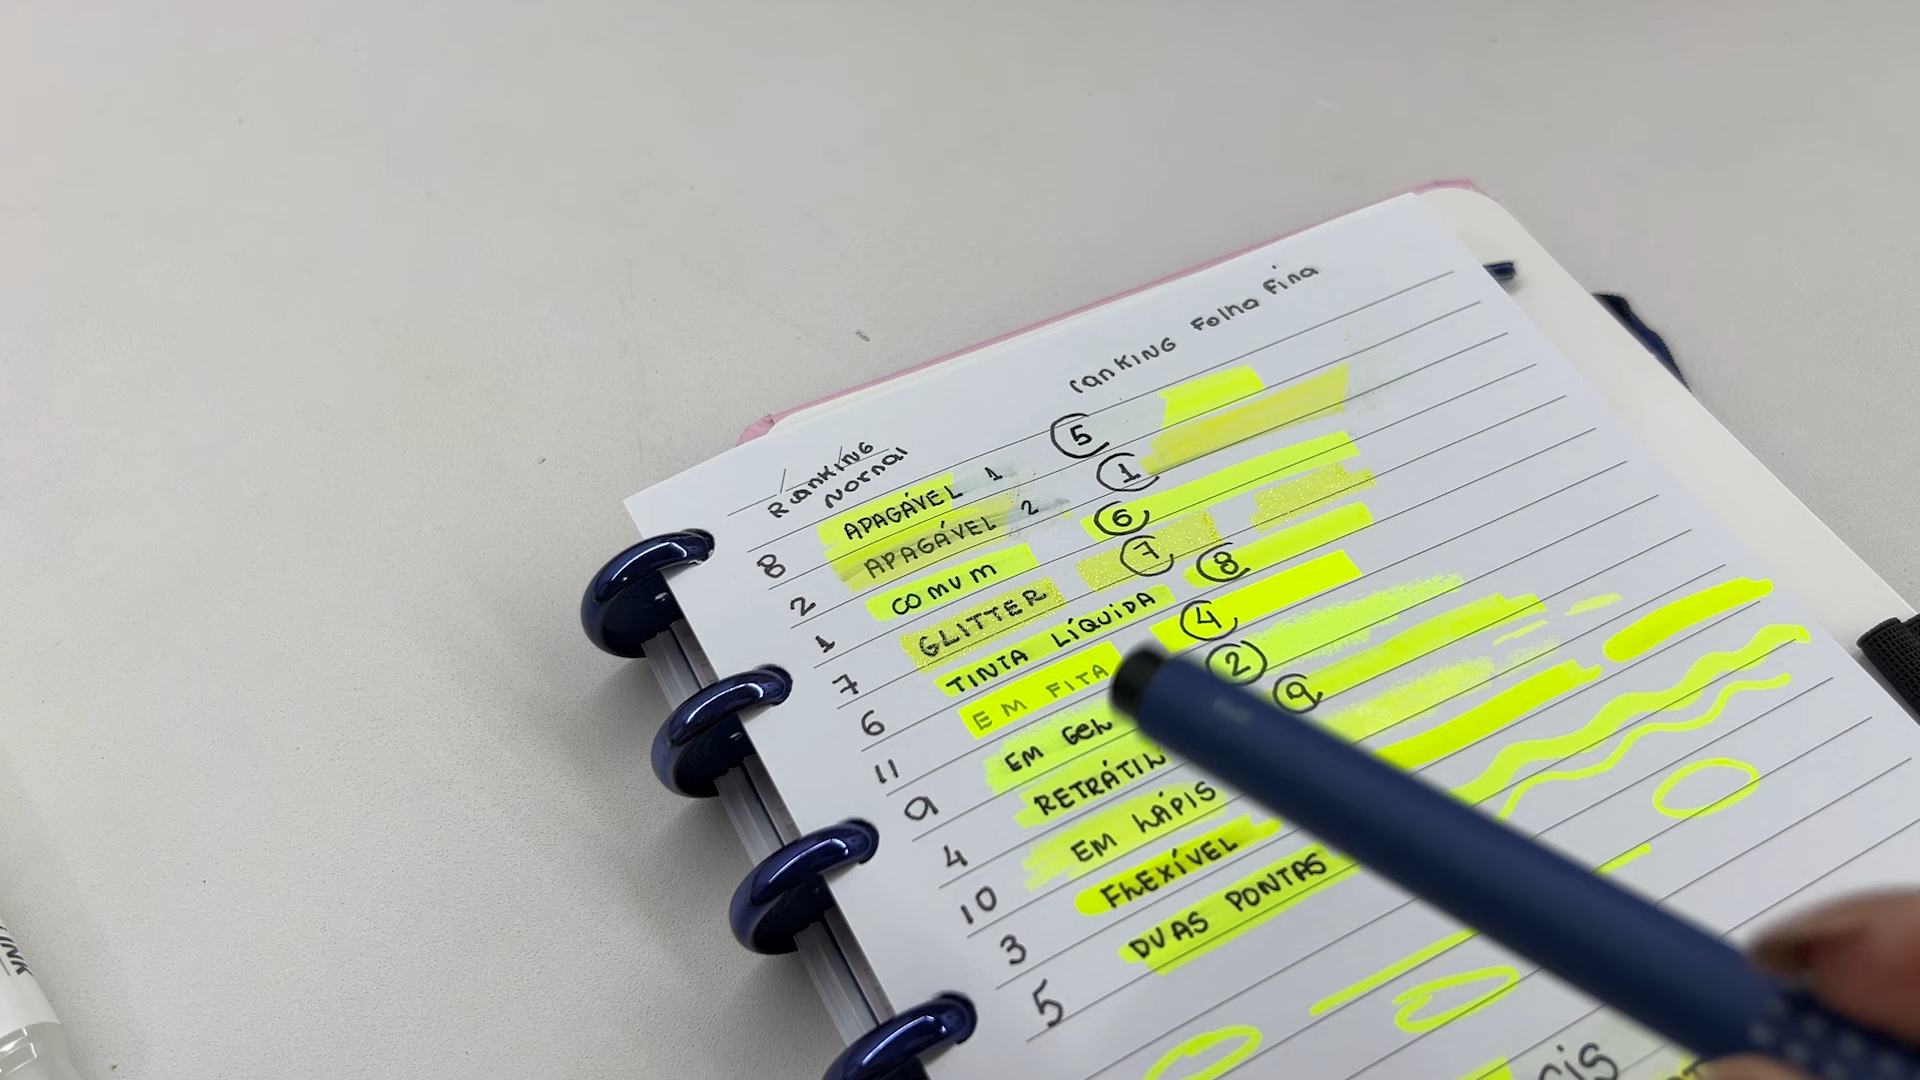 Ranking
Normal
ranking Folha Fina
8 APAGÁVEL 1 5
2 APAGÁVEL 2 1
1 COMUM 6
7 GLITTER 7
6 TINTA LÍQUIDA 8
11 EM FITA 4
9 EM GEL 2
4 RETRÁTIL 9
10 EM LÁPIS
3 FLEXÍVEL
5 DUAS PONTAS
INK